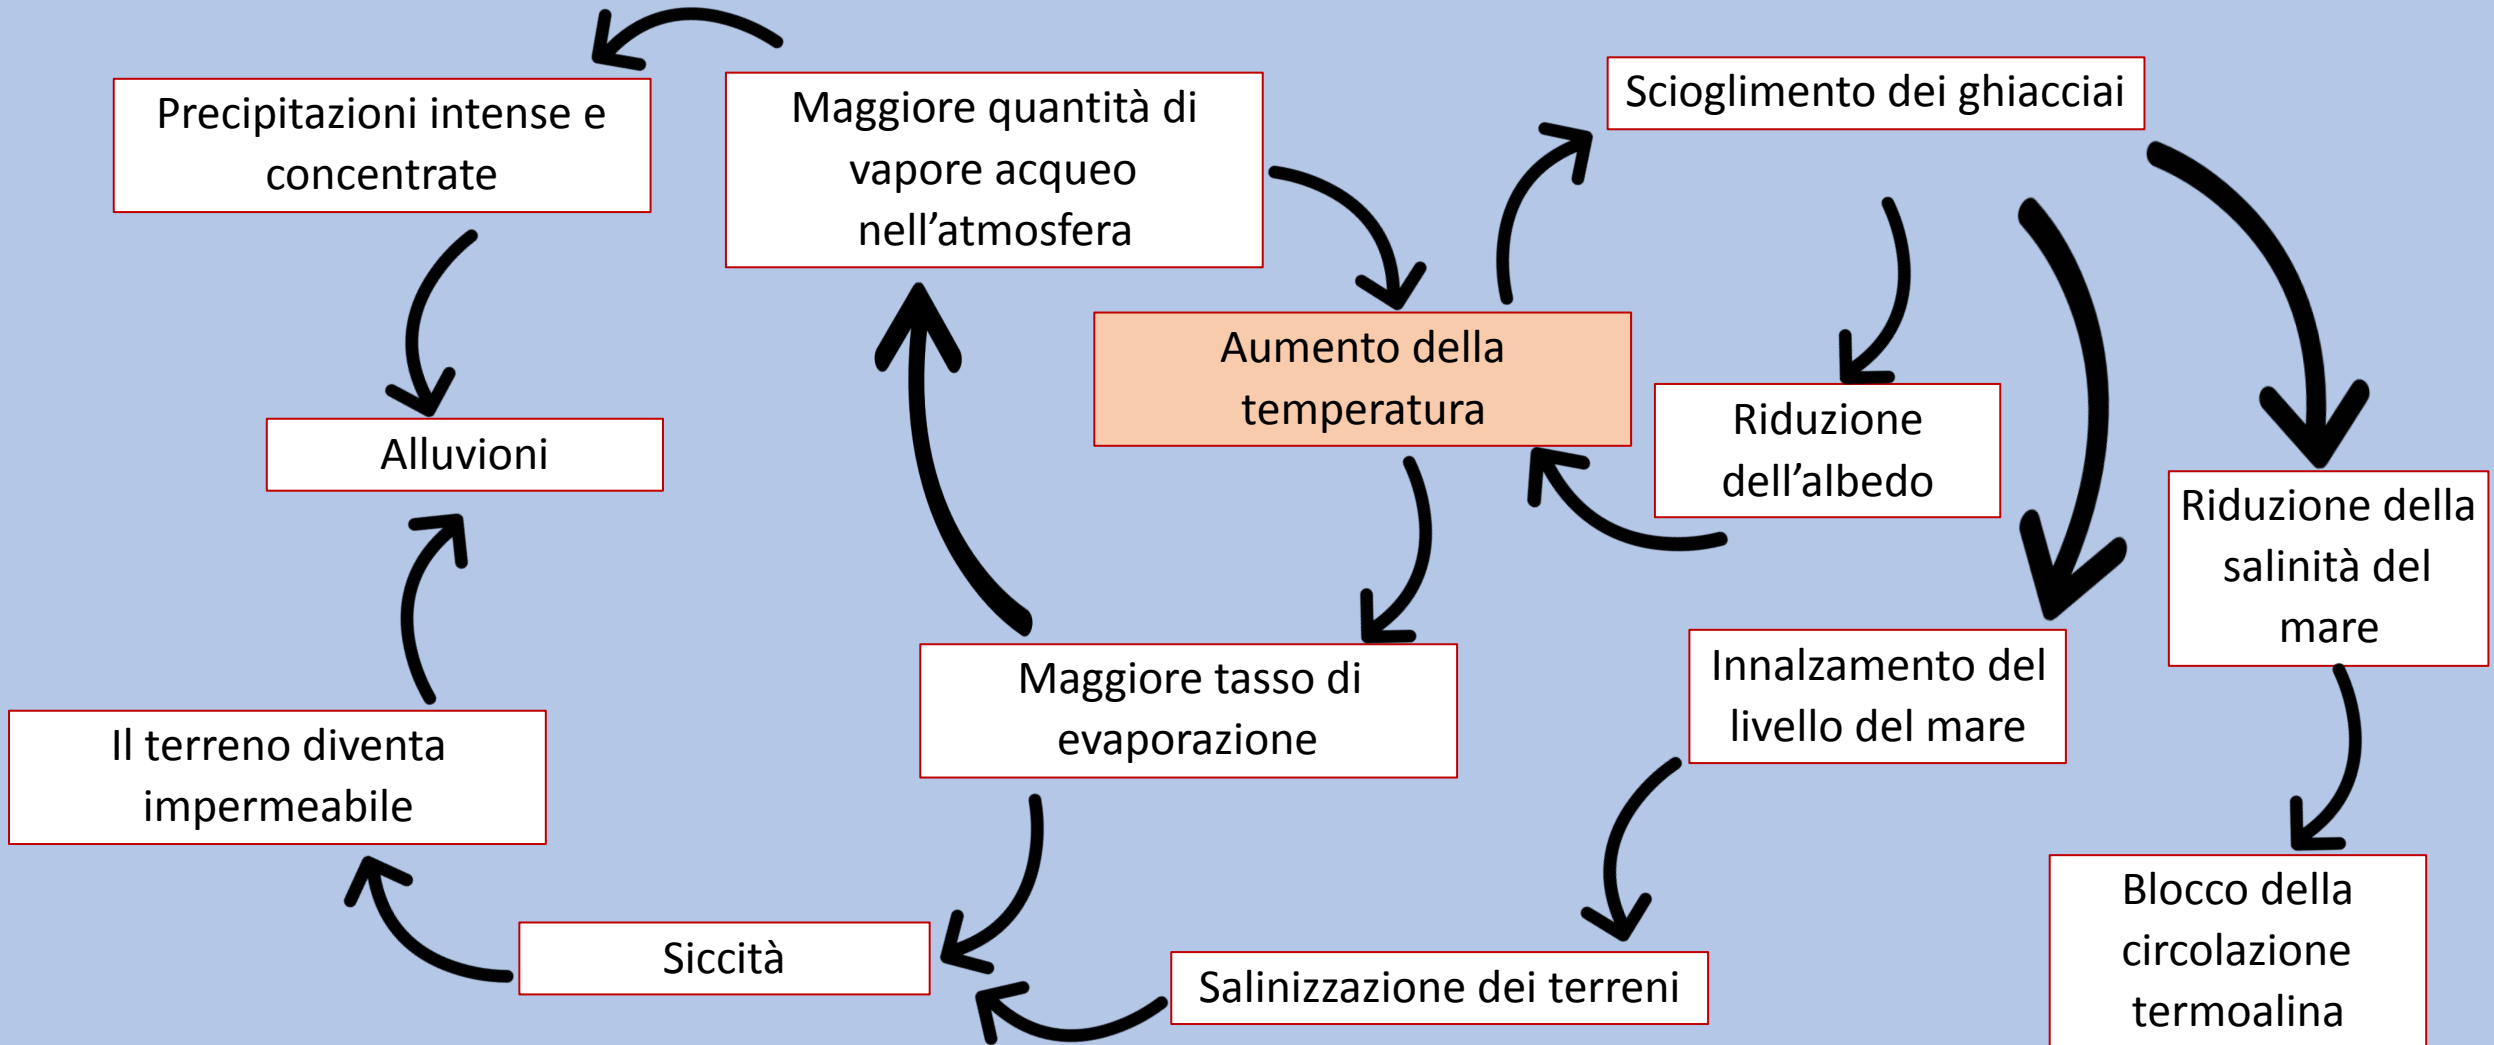 Precipitazioni intense e
concentrate
Maggiore quantità di
vapore acqueo
nell’atmosfera
Scioglimento dei ghiacciai
Aumento della
temperatura
Riduzione
dell’albedo
Alluvioni
Riduzione della
salinità del
mare
Maggiore tasso di
evaporazione
Innalzamento del
livello del mare
Il terreno diventa
impermeabile
Siccità
Salinizzazione dei terreni
Blocco della
circolazione
termoalina